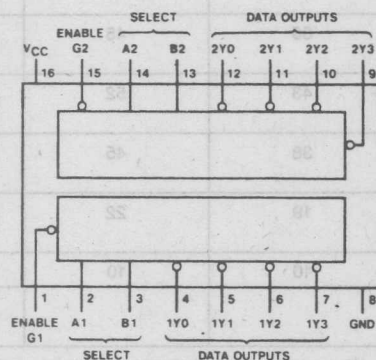 SELECT DATA OUTPUTS
ENABLE
VCC G2 A2 B2 2Y0 2Y1 2Y2 2Y3
16 15 14 13 12 11 10 9
1 2 3 4 5 6 7 8
ENABLE A1 B1 1Y0 1Y1 1Y2 1Y3 GND
G1
SELECT DATA OUTPUTS